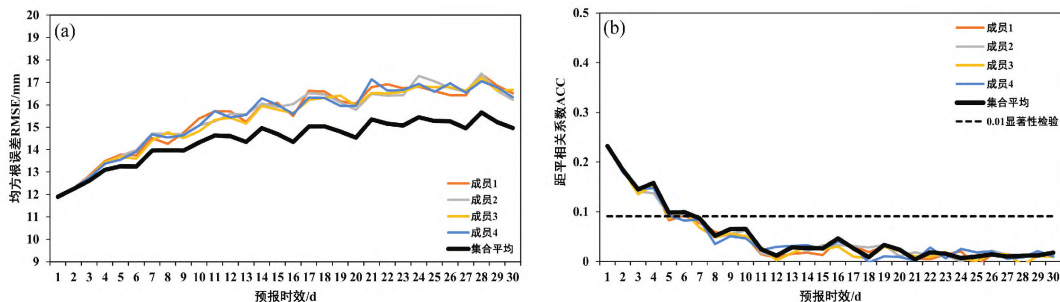 (a)
均方根误差RMSE/mm
20
19
18
17
16
15
14
13
12
11
10
9
成员1
成员2
成员3
成员4
集合平均
1 2 3 4 5 6 7 8 9 10 11 12 13 14 15 16 17 18 19 20 21 22 23 24 25 26 27 28 29 30
预报时效/d
(b)
距平相关系数ACC
0.5
0.4
0.3
0.2
0.1
0
成员1
成员2
成员3
成员4
集合平均
0.01显著性检验
1 2 3 4 5 6 7 8 9 10 11 12 13 14 15 16 17 18 19 20 21 22 23 24 25 26 27 28 29 30
预报时效/d